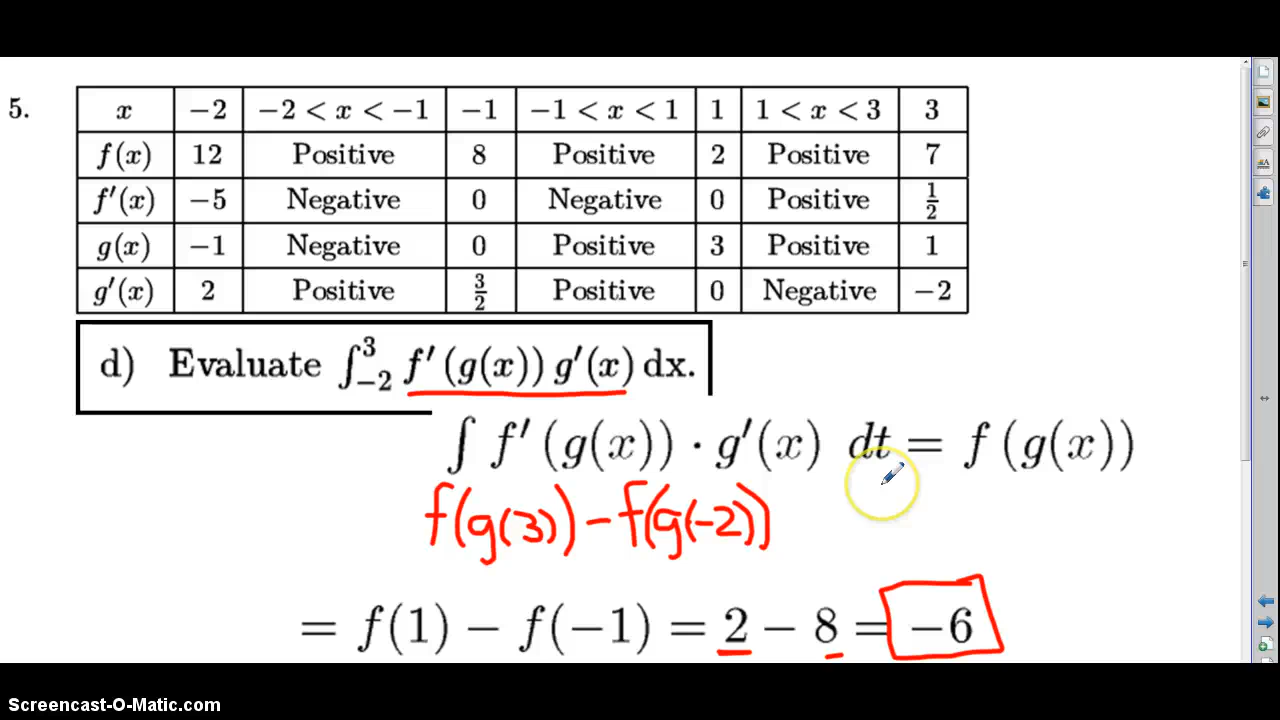 5.
x −2 −2 < x < −1 −1 −1 < x < 1 1 1 < x < 3 3
f(x) 12 Positive 8 Positive 2 Positive 7
f′(x) −5 Negative 0 Negative 0 Positive 1/2
g(x) −1 Negative 0 Positive 3 Positive 1
g′(x) 2 Positive 3/2 Positive 0 Negative −2
d) Evaluate ∫₋₂³ f′(g(x)) g′(x) dx.
∫ f′(g(x)) · g′(x) dt = f(g(x))
f(g(3)) − f(g(−2))
= f(1) − f(−1) = 2 − 8 = −6
Screencast-O-Matic.com